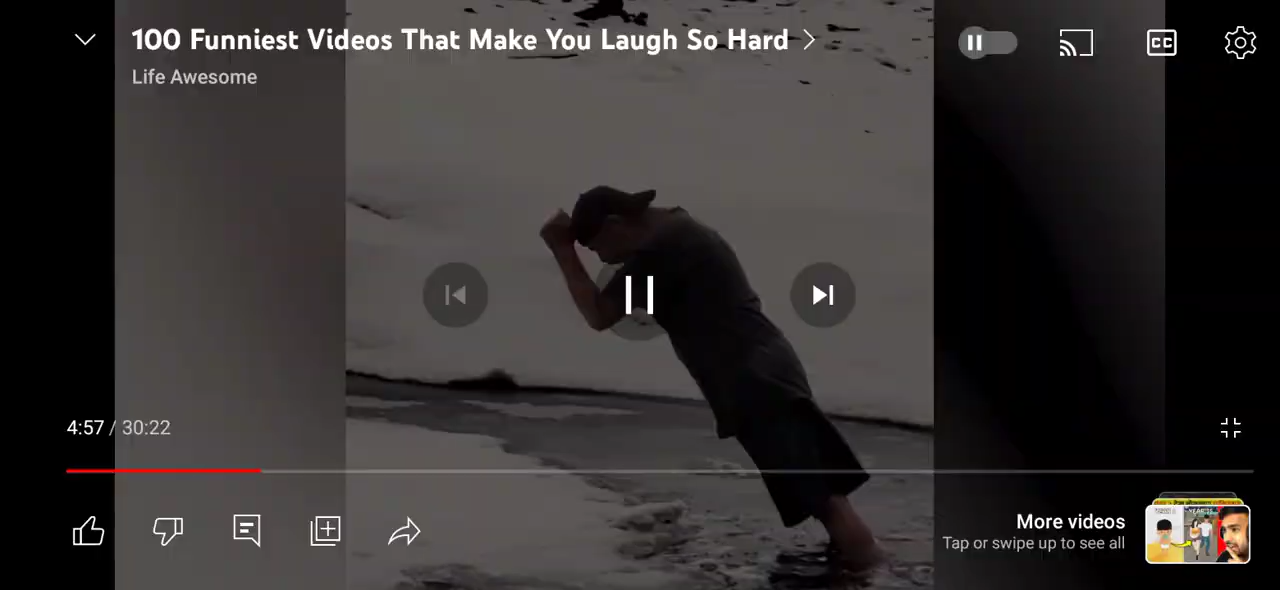 100 Funniest Videos That Make You Laugh So Hard
Life Awesome
CC
4:57 / 30:22
More videos
Tap or swipe up to see all